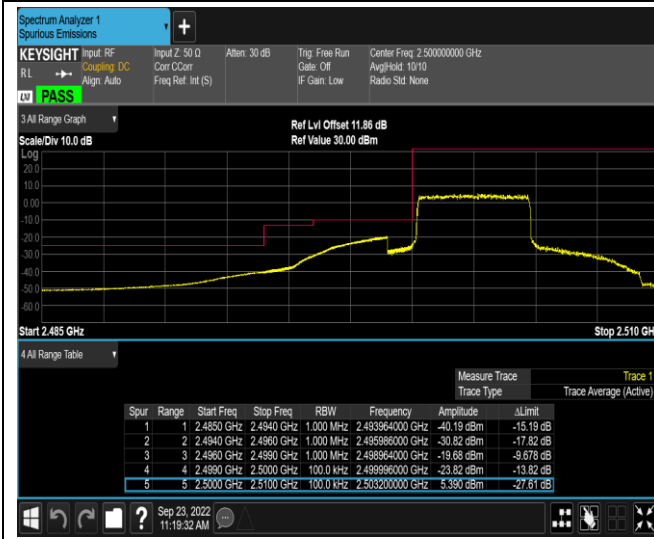 Spectrum Analyzer 1
Spurious Emissions
▼
+
KEYSIGHT Input: RF Input Z: 50 Ω Atten: 30 dB Trig: Free Run Center Freq: 2.500000000 GHz
RL Coupling: DC Corr CCorr Gate: Off Avg|Hold: 10/10
Align: Auto Freq Ref: Int (S) IF Gain: Low Radio Std: None
LXI PASS
3 All Range Graph ▼
Ref Lvl Offset 11.86 dB
Scale/Div 10.0 dB Ref Value 30.00 dBm
Log
20.0
10.0
0.00
-10.0
-20.0
-30.0
-40.0
-50.0
-60.0
Start 2.485 GHz Stop 2.510 GH
4 All Range Table ▼
Measure Trace Trace 1
Trace Type Trace Average (Active)
Spur Range Start Freq Stop Freq RBW Frequency Amplitude ΔLimit
1 1 2.4850 GHz 2.4940 GHz 1.000 MHz 2.493964000 GHz -40.19 dBm -15.19 dB
2 2 2.4940 GHz 2.4960 GHz 1.000 MHz 2.495986000 GHz -30.82 dBm -17.82 dB
3 3 2.4960 GHz 2.4990 GHz 1.000 MHz 2.498964000 GHz -19.68 dBm -9.678 dB
4 4 2.4990 GHz 2.5000 GHz 100.0 kHz 2.499996000 GHz -23.82 dBm -13.82 dB
5 5 2.5000 GHz 2.5100 GHz 100.0 kHz 2.503200000 GHz 5.390 dBm -27.61 dB
? Sep 23, 2022
11:19:32 AM